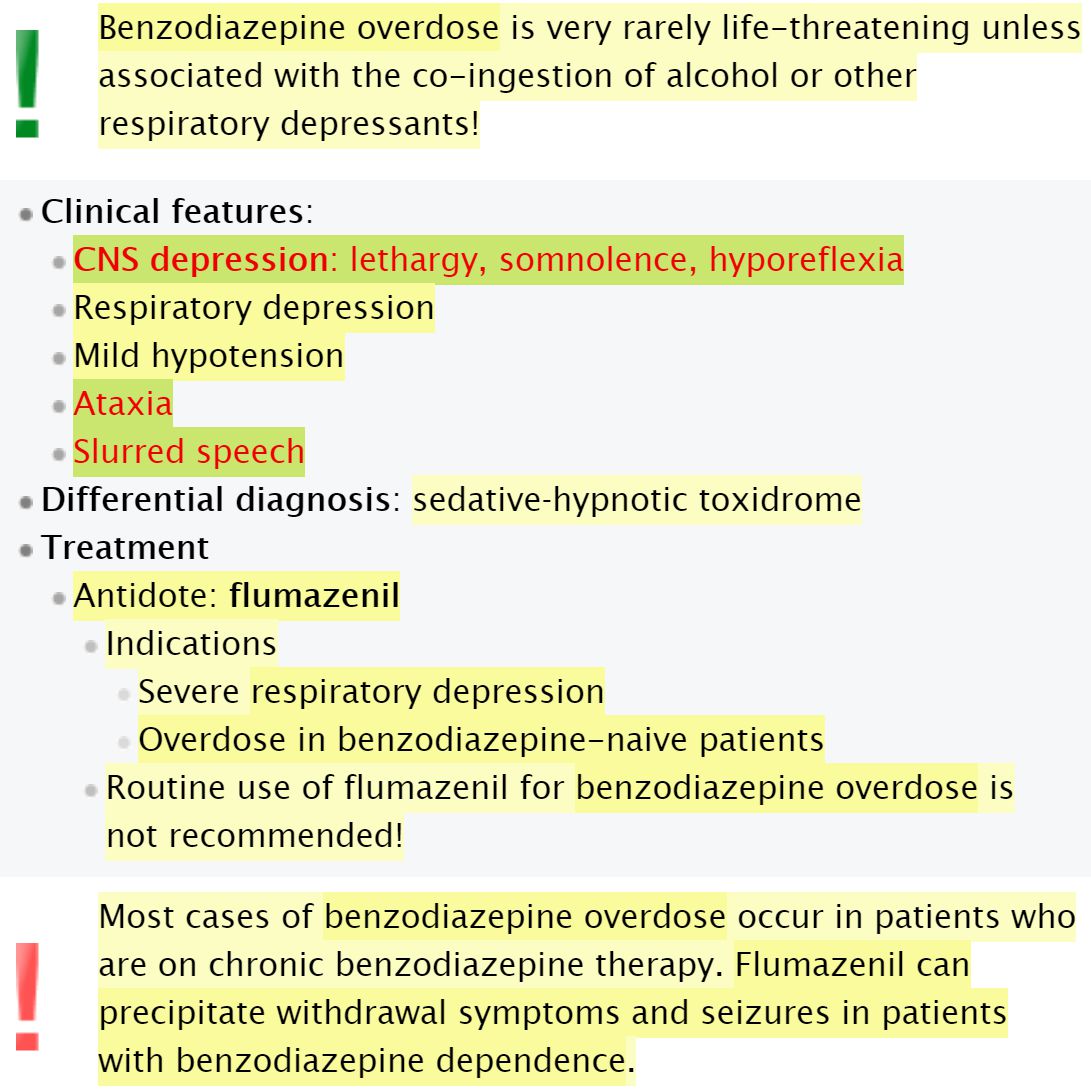 Benzodiazepine overdose is very rarely life-threatening unless
associated with the co-ingestion of alcohol or other
respiratory depressants!
Clinical features:
CNS depression: lethargy, somnolence, hyporeflexia
Respiratory depression
Mild hypotension
Ataxia
Slurred speech
Differential diagnosis: sedative-hypnotic toxidrome
Treatment
Antidote: flumazenil
Indications
Severe respiratory depression
Overdose in benzodiazepine-naive patients
Routine use of flumazenil for benzodiazepine overdose is
not recommended!
Most cases of benzodiazepine overdose occur in patients who
are on chronic benzodiazepine therapy. Flumazenil can
precipitate withdrawal symptoms and seizures in patients
with benzodiazepine dependence.